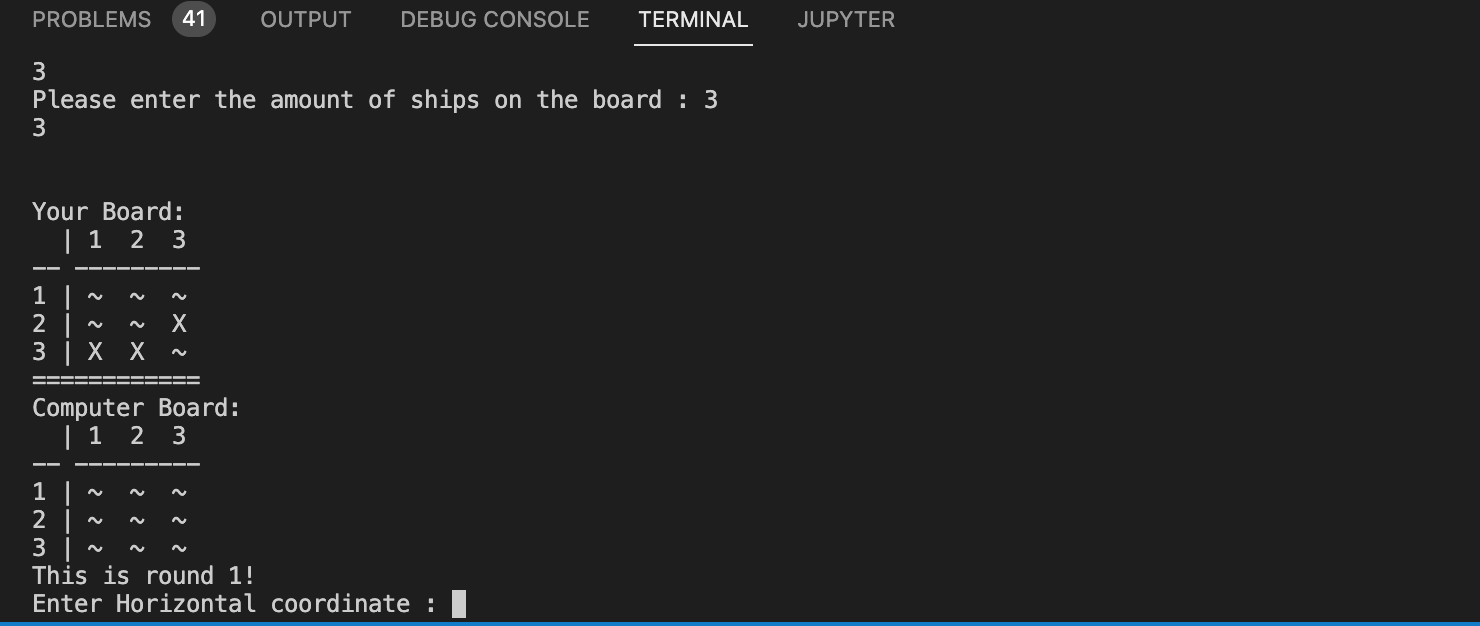 PROBLEMS 41 OUTPUT DEBUG CONSOLE TERMINAL JUPYTER
3
Please enter the amount of ships on the board : 3
3
Your Board:
  | 1  2  3
-- ---------
1 | ~  ~  ~
2 | ~  ~  X
3 | X  X  ~
============
Computer Board:
  | 1  2  3
-- ---------
1 | ~  ~  ~
2 | ~  ~  ~
3 | ~  ~  ~
This is round 1!
Enter Horizontal coordinate :